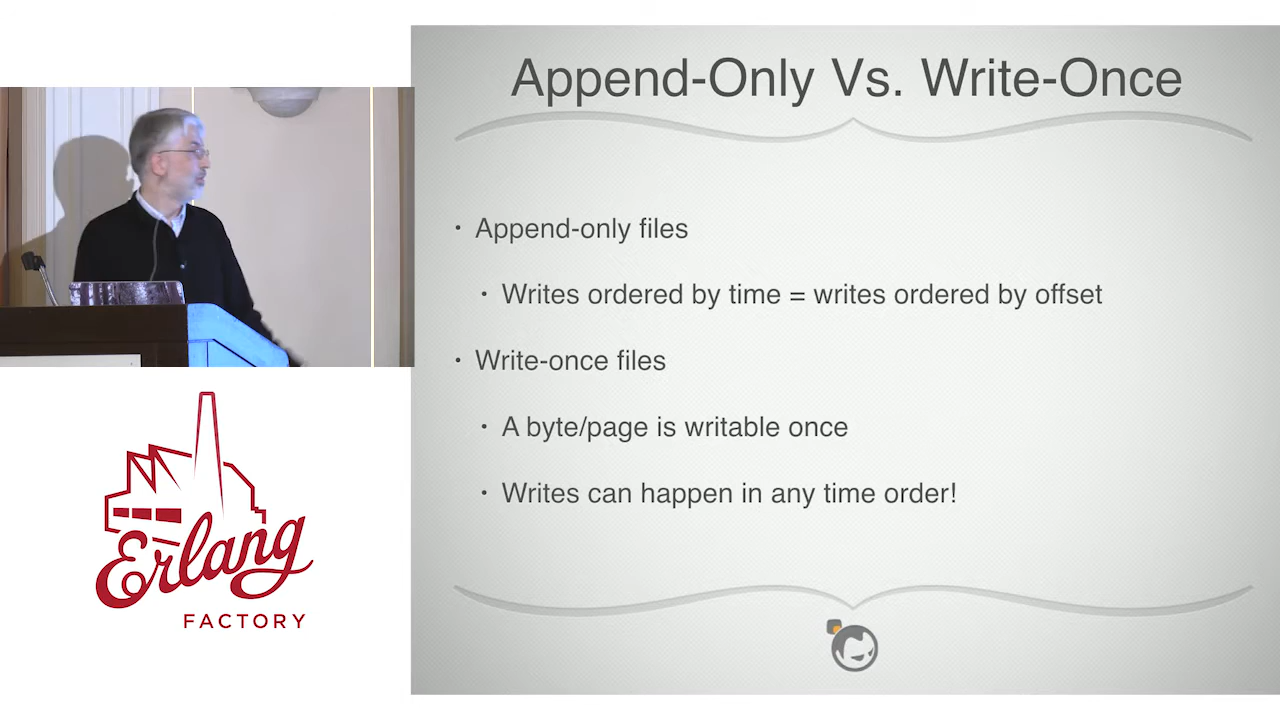 Append-Only Vs. Write-Once
• Append-only files
• Writes ordered by time = writes ordered by offset
• Write-once files
• A byte/page is writable once
• Writes can happen in any time order!
Erlang
FACTORY